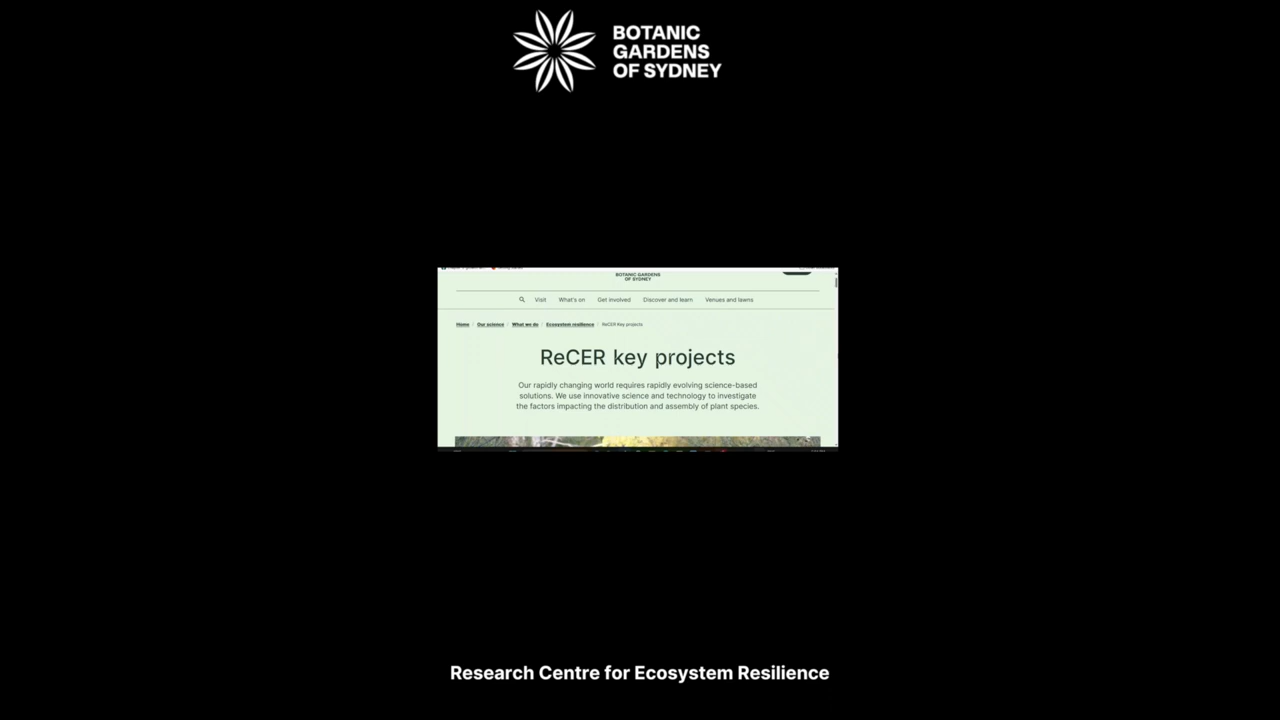 BOTANIC
GARDENS
OF SYDNEY
BOTANIC GARDENS
OF SYDNEY
Visit What's on Get involved Discover and learn Venues and lawns
Home / Our science / What we do / Ecosystem resilience / ReCER Key projects
ReCER key projects
Our rapidly changing world requires rapidly evolving science-based
solutions. We use innovative science and technology to investigate
the factors impacting the distribution and assembly of plant species.
Research Centre for Ecosystem Resilience